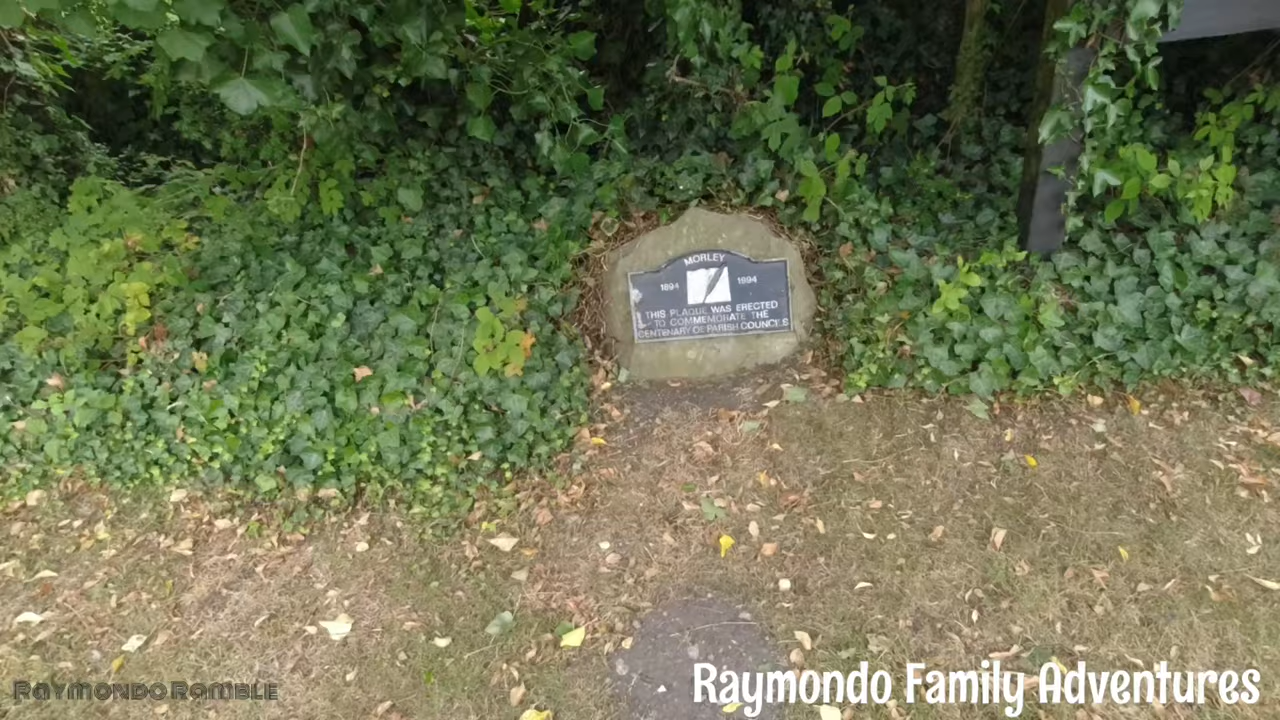 MORLEY
1894 1994
THIS PLAQUE WAS ERECTED
TO COMMEMORATE THE
CENTENARY OF PARISH COUNCILS
RAYMONDO RAMBLE
Raymondo Family Adventures